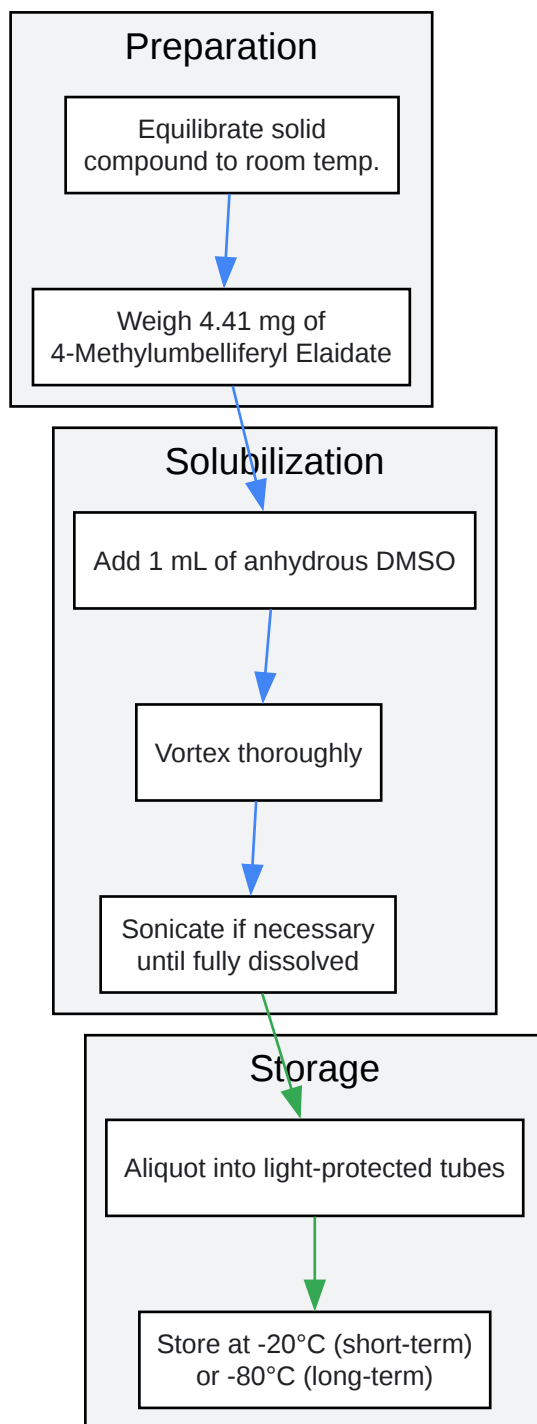 Preparation
Equilibrate solid
compound to room temp.
Weigh 4.41 mg of
4-Methylumbelliferyl Elaidate
Solubilization
Add 1 mL of anhydrous DMSO
Vortex thoroughly
Sonicate if necessary
until fully dissolved
Storage
Aliquot into light-protected tubes
Store at -20°C (short-term)
or -80°C (long-term)